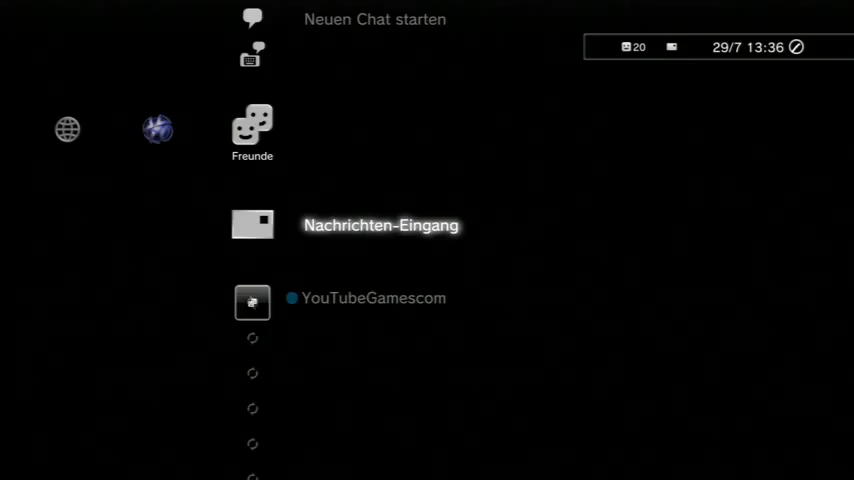 Neuen Chat starten
20
29/7 13:36
Freunde
Nachrichten-Eingang
YouTubeGamescom